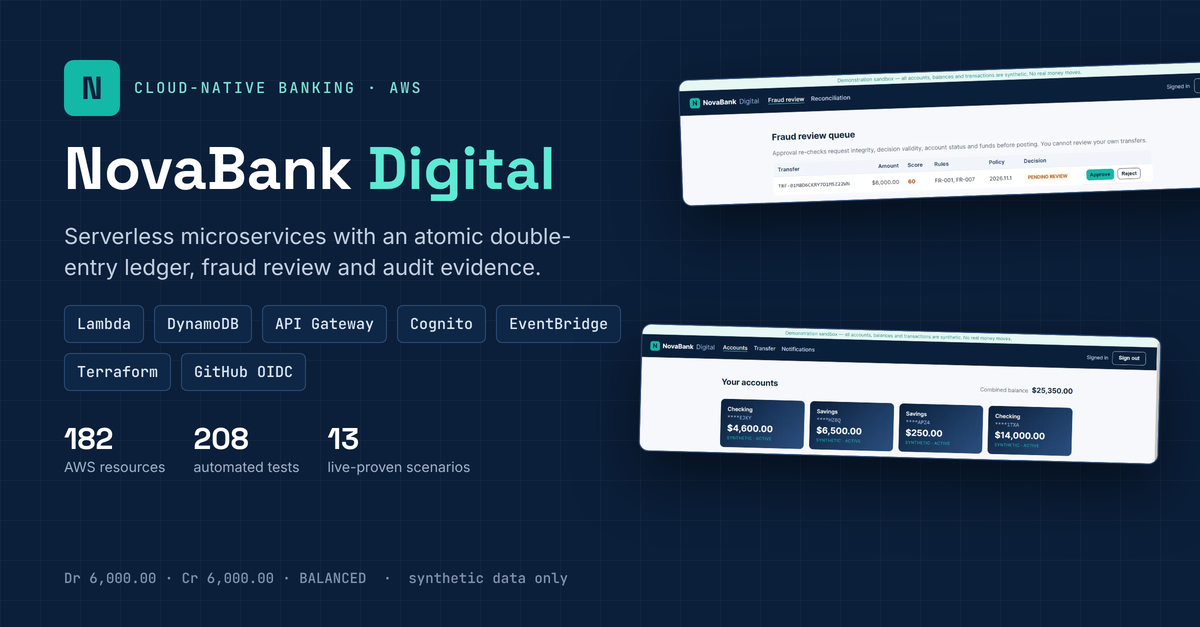 N
CLOUD-NATIVE BANKING · AWS
NovaBank Digital
Serverless microservices with an atomic double-
entry ledger, fraud review and audit evidence.
Lambda
DynamoDB
API Gateway
Cognito
EventBridge
Terraform
GitHub OIDC
182
208
13
AWS resources
automated tests
live-proven scenarios
Dr 6,000.00 · Cr 6,000.00 · BALANCED · synthetic data only
Demonstration sandbox — all accounts, balances and transactions are synthetic. No real money moves.
N NovaBank Digital Fraud review Reconciliation Signed in
Fraud review queue
Approval re-checks request integrity, decision validity, account status and funds before posting. You cannot review your own transfers.
Transfer Amount Score Rules Policy Decision
$6,000.00 60 FR-001, FR-007 2026.11.1 PENDING REVIEW Approve Reject
Demonstration sandbox — all accounts, balances and transactions are synthetic. No real money moves.
N NovaBank Digital Accounts Transfer Notifications Signed in Sign out
Your accounts
Combined balance $25,350.00
Checking Savings Savings Checking
$4,600.00 $6,500.00 $250.00 $14,000.00
SYNTHETIC · ACTIVE SYNTHETIC · ACTIVE SYNTHETIC · ACTIVE SYNTHETIC · ACTIVE